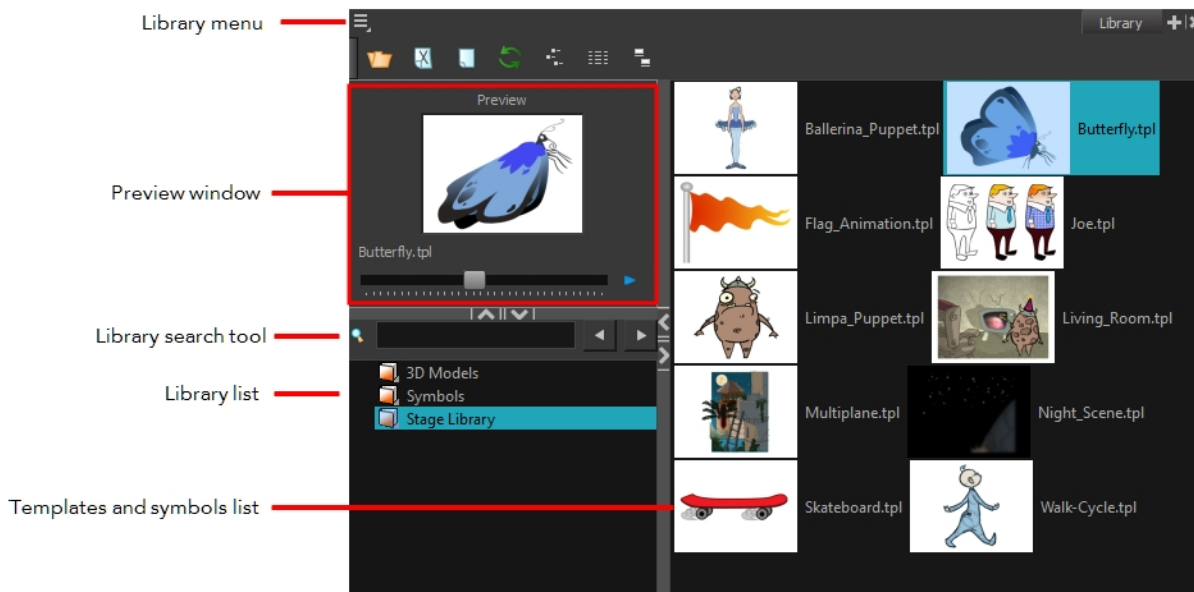 Library menu
Library
Preview
Preview window
Butterfly.tpl
Library search tool
Library list
3D Models
Symbols
Stage Library
Templates and symbols list
Ballerina_Puppet.tpl
Butterfly.tpl
Flag_Animation.tpl
Joe.tpl
Limpa_Puppet.tpl
Living_Room.tpl
Multiplane.tpl
Night_Scene.tpl
Skateboard.tpl
Walk-Cycle.tpl